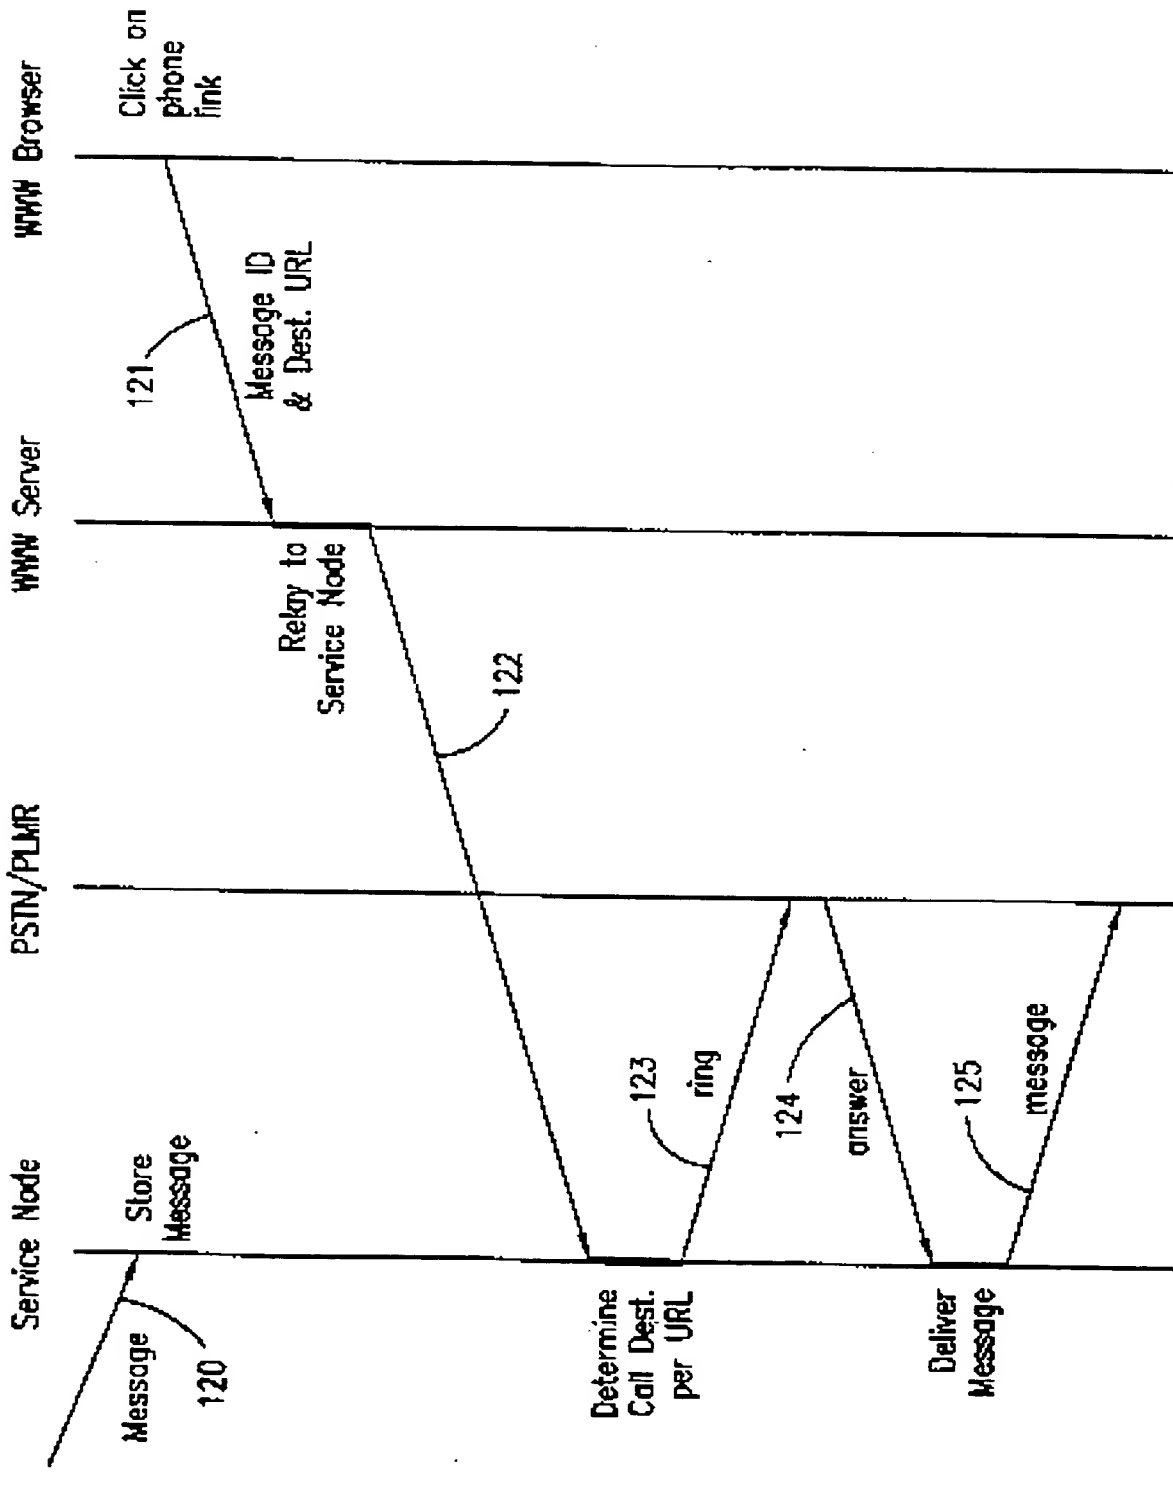 Service Node
PSTN/PLMR
WWW Server
WWW Browser
Message
120
Store
Message
Click on
phone
link
121
Message ID
& Dest. URL
Relay to
Service Node
122
Determine
Call Dest.
per URL
123
ring
124
answer
Deliver
Message
125
message